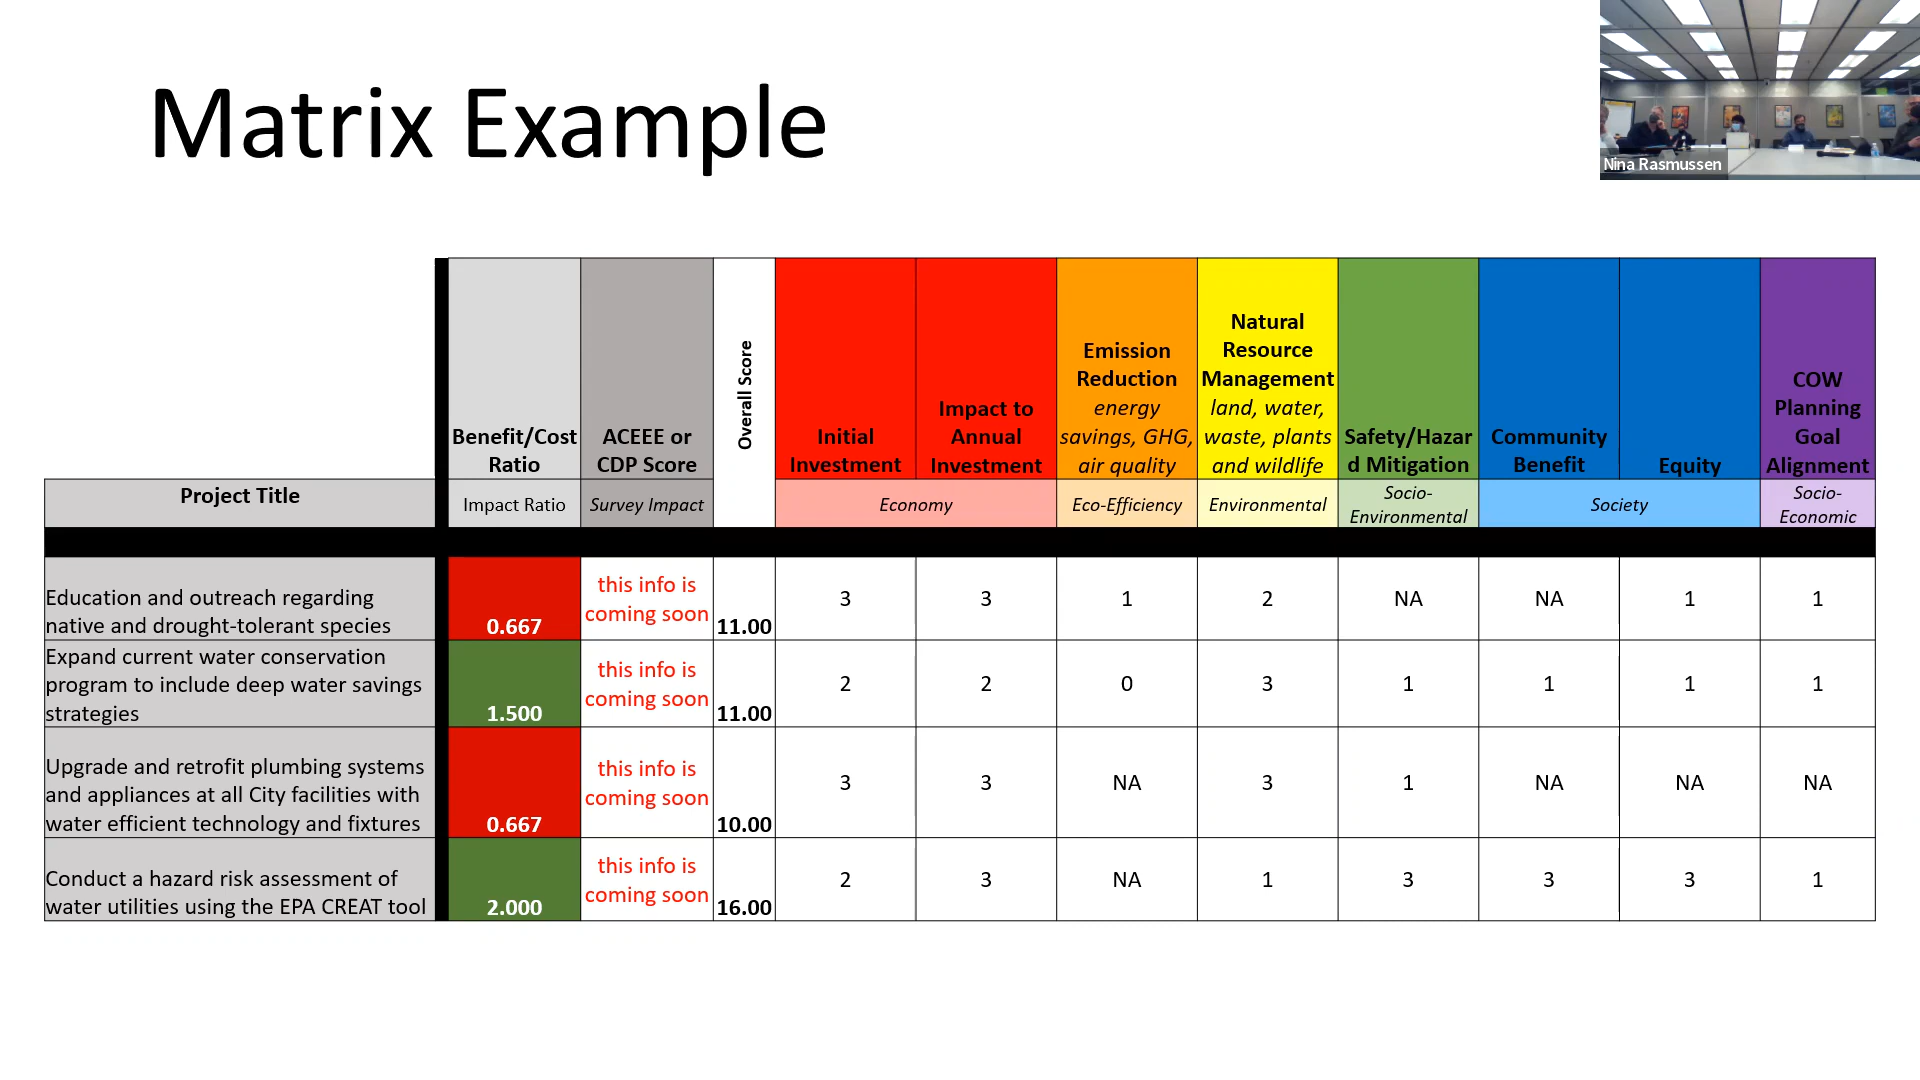 Matrix Example
Nina Rasmussen
Benefit/Cost
Ratio
ACEEE or
CDP Score
Overall Score
Initial
Investment
Impact to
Annual
Investment
Emission
Reduction
energy
savings, GHG,
air quality
Natural
Resource
Management
land, water,
waste, plants
and wildlife
Safety/Hazar
d Mitigation
Community
Benefit
Equity
COW
Planning
Goal
Alignment
Project Title
Impact Ratio
Survey Impact
Economy
Eco-Efficiency
Environmental
Socio-
Environmental
Society
Socio-
Economic
Education and outreach regarding
native and drought-tolerant species
0.667
this info is
coming soon
11.00
3
3
1
2
NA
NA
1
1
Expand current water conservation
program to include deep water savings
strategies
1.500
this info is
coming soon
11.00
2
2
0
3
1
1
1
1
Upgrade and retrofit plumbing systems
and appliances at all City facilities with
water efficient technology and fixtures
0.667
this info is
coming soon
10.00
3
3
NA
3
1
NA
NA
NA
Conduct a hazard risk assessment of
water utilities using the EPA CREAT tool
2.000
this info is
coming soon
16.00
2
3
NA
1
3
3
3
1